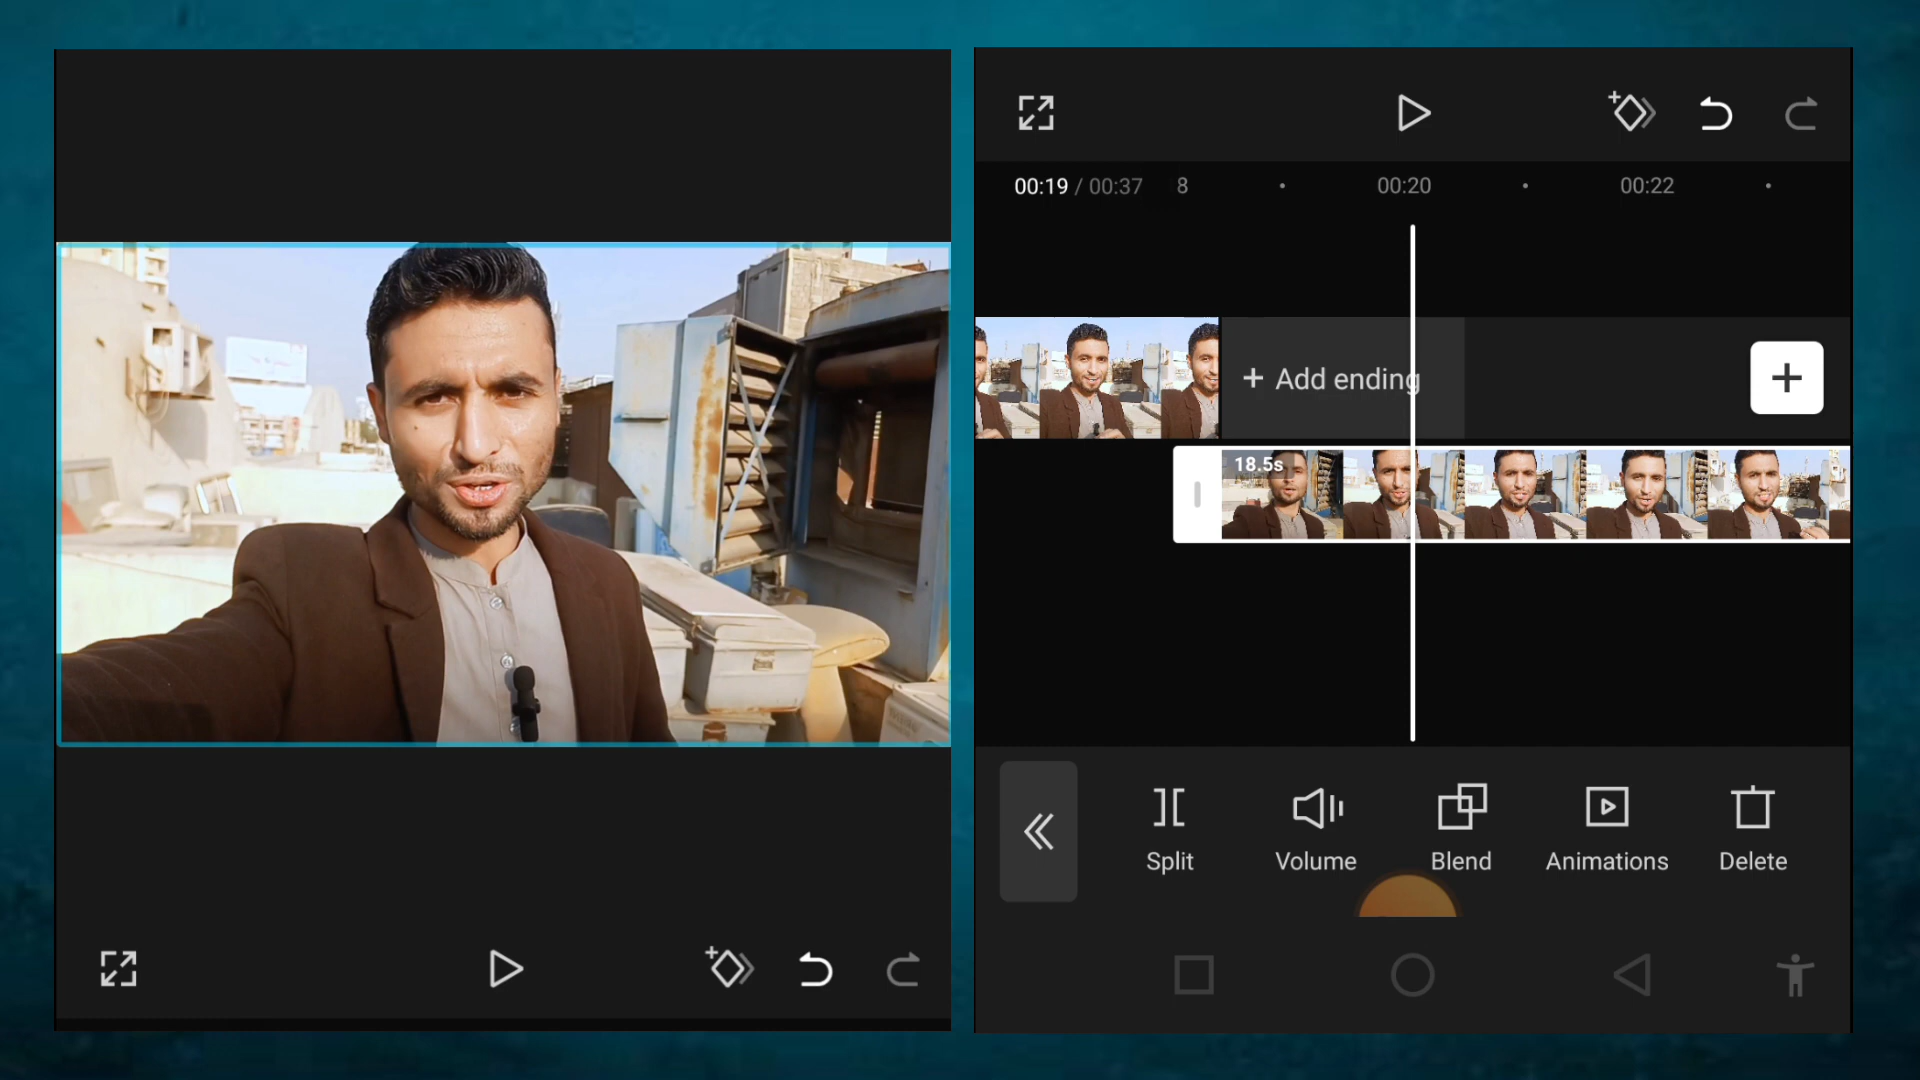 00:19 / 00:37 8 00:20 00:22
+ Add ending
18.5s
Split Volume Blend Animations Delete